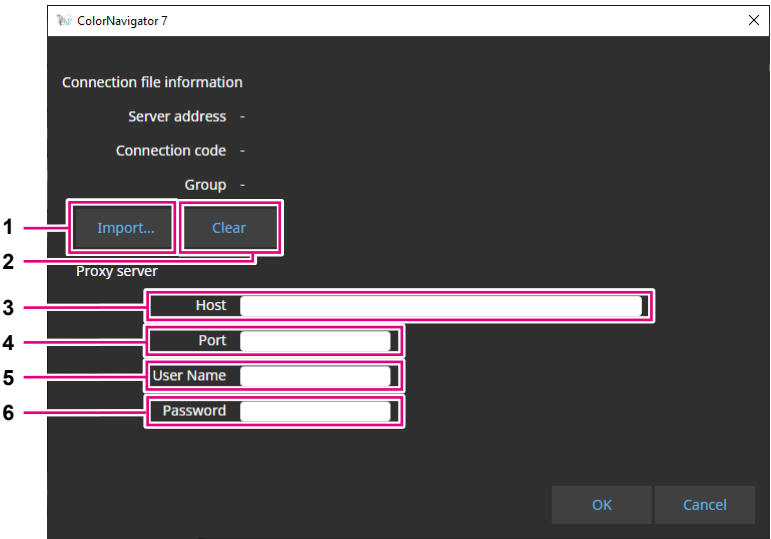 ColorNavigator 7
Connection file information
Server address -
Connection code -
Group -
1 Import... Clear
2
Proxy server
3 Host
4 Port
5 User Name
6 Password
OK Cancel